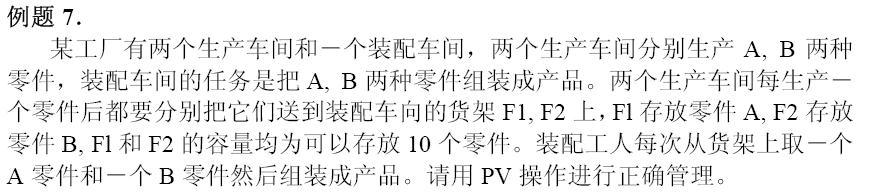 例题 7.
某工厂有两个生产车间和一个装配车间，两个生产车间分别生产 A, B 两种
零件，装配车间的任务是把 A, B 两种零件组装成产品。两个生产车间每生产一
个零件后都要分别把它们送到装配车向的货架 F1, F2 上，Fl 存放零件 A, F2 存放
零件 B, Fl 和 F2 的容量均为可以存放 10 个零件。装配工人每次从货架上取一个
A 零件和一个 B 零件然后组装成产品。请用 PV 操作进行正确管理。